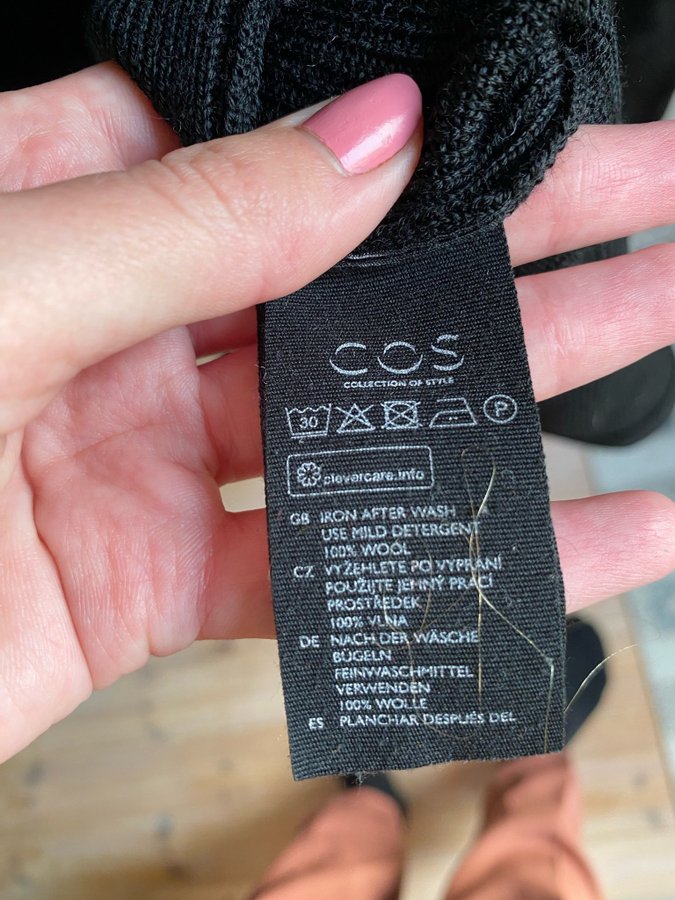 COS
COLLECTION OF STYLE
30 P
clevercare.info
GB IRON AFTER WASH
USE MILD DETERGENT
100% WOOL
CZ VYŽEHLETE PO VYPRANÍ
POUŽIJTE JEMNÝ PRACÍ
PROSTŘEDEK
100% VLNA
DE NACH DER WÄSCHE
BÜGELN
FEINWASCHMITTEL
VERWENDEN
100% WOLLE
ES PLANCHAR DESPUÉS DEL